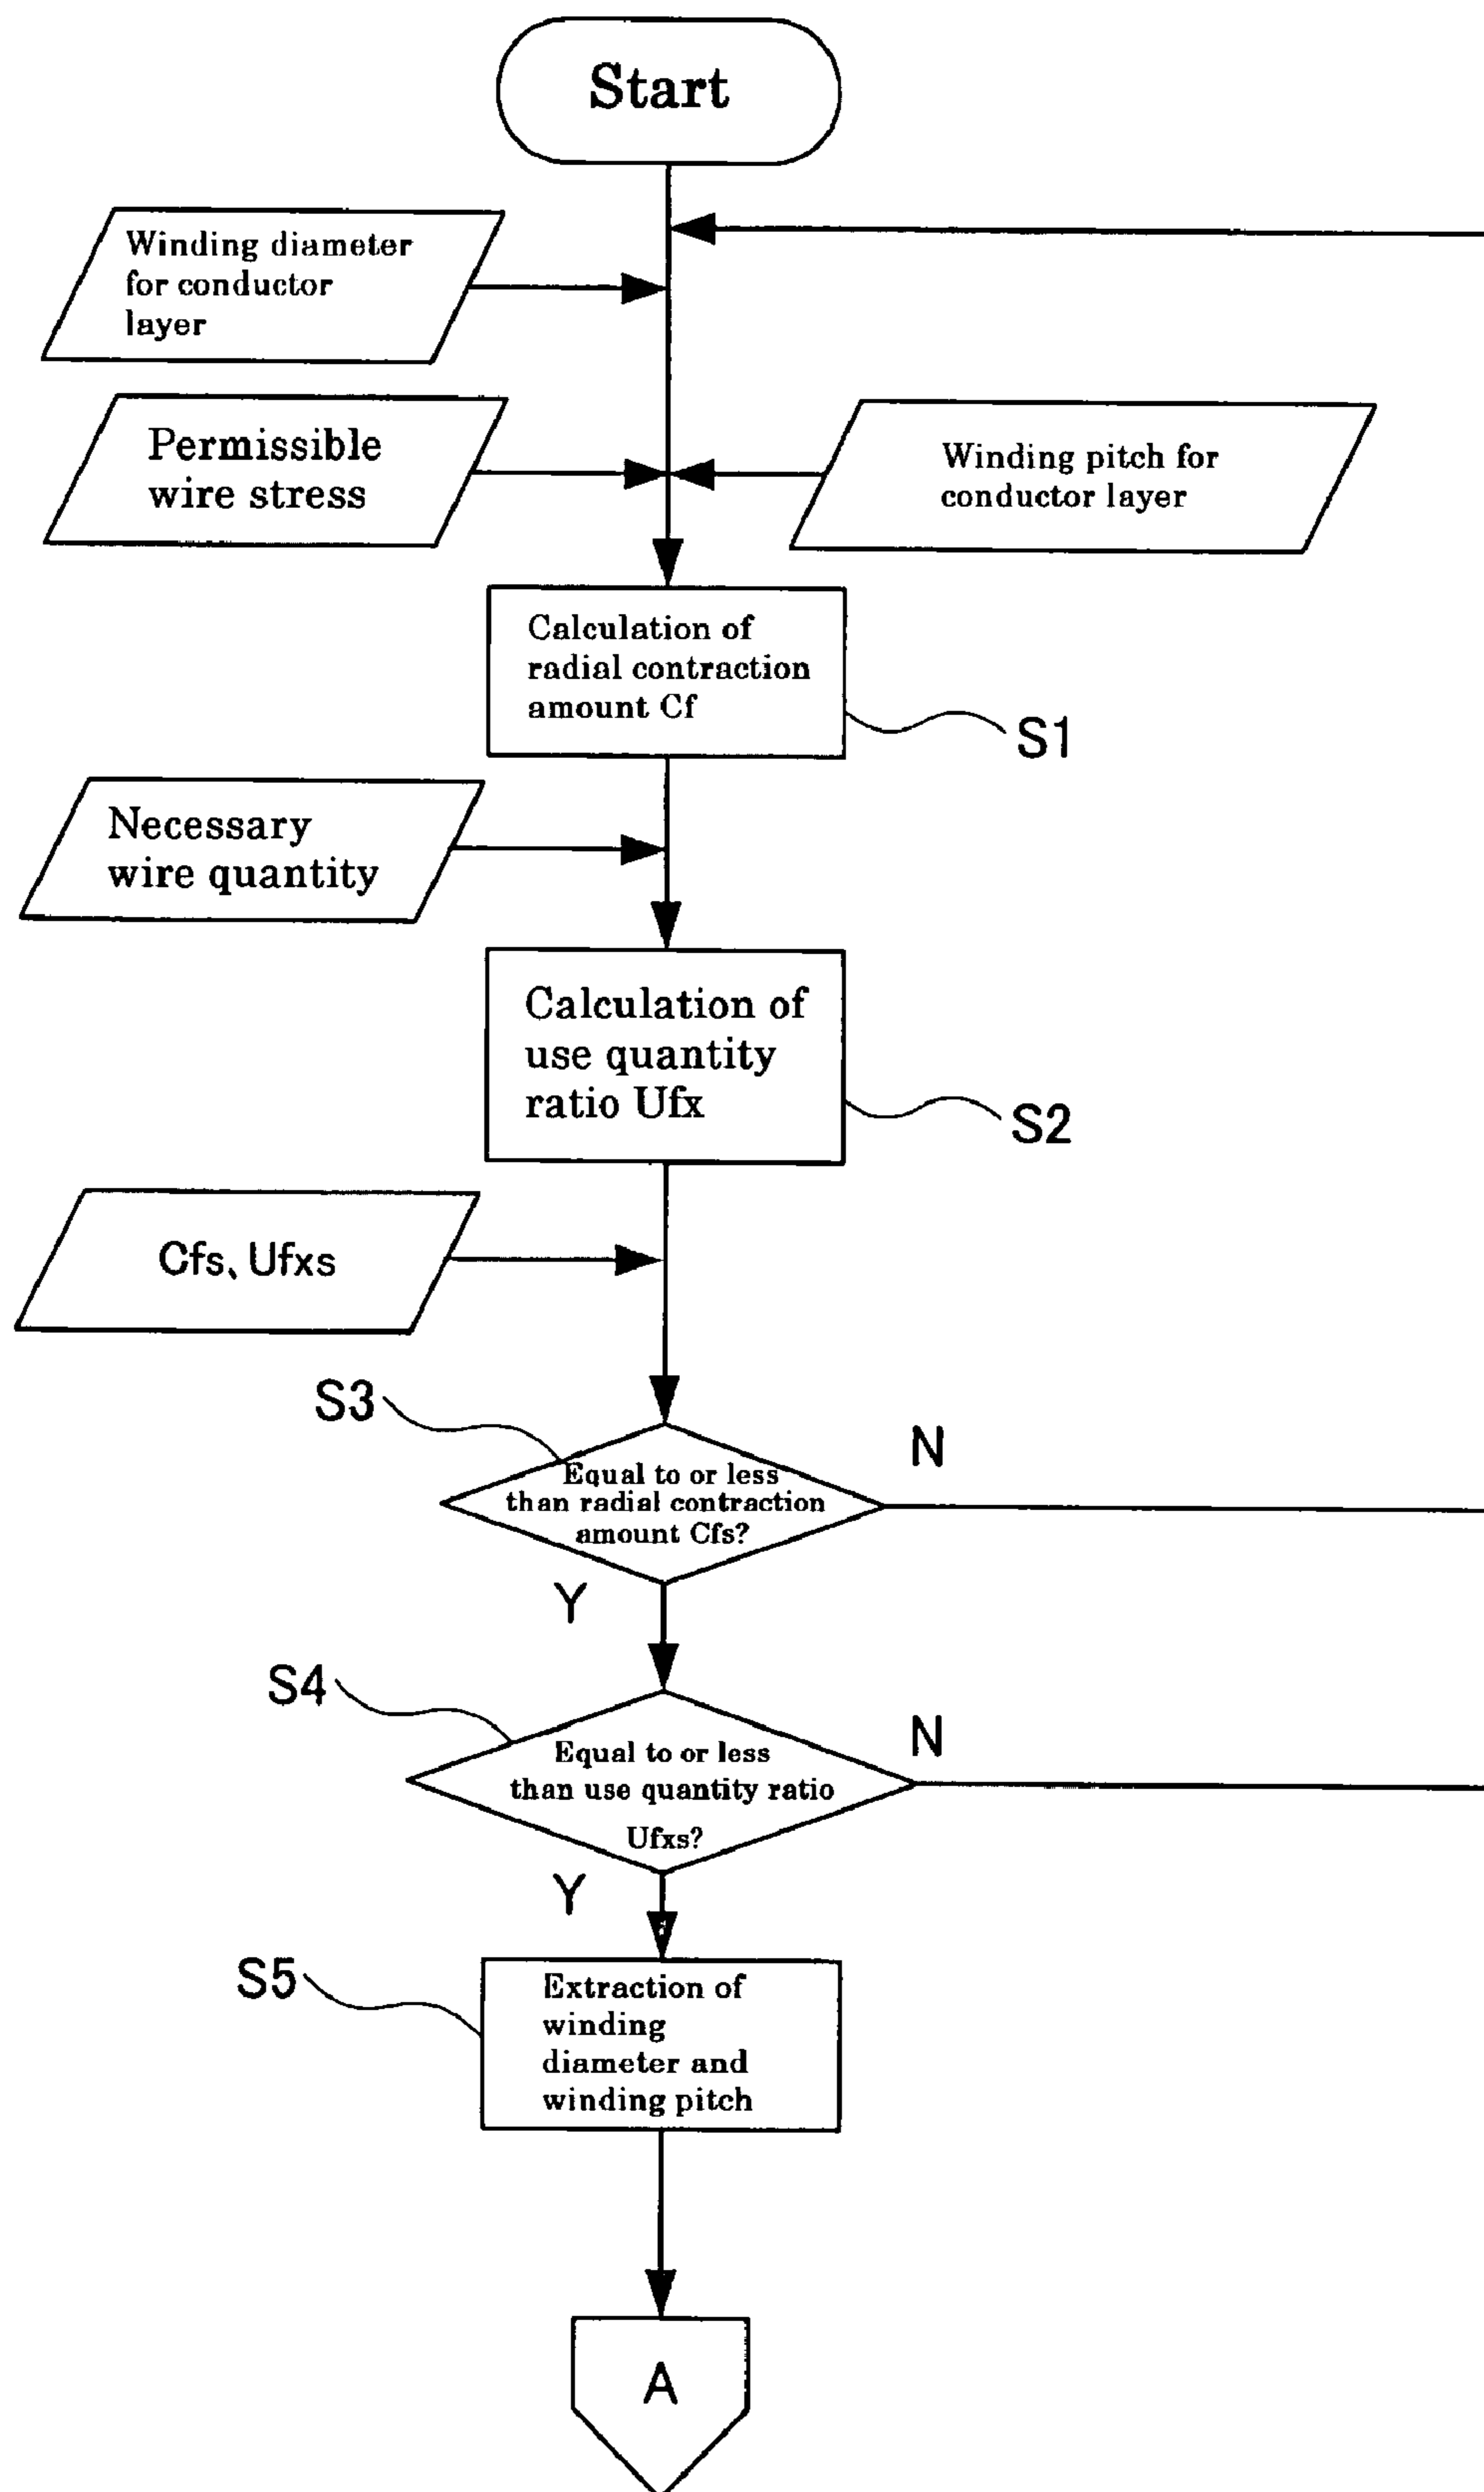 Start
Winding diameter
for conductor
layer
Permissible
wire stress
Winding pitch for
conductor layer
Calculation of
radial contraction
amount Cf
S1
Necessary
wire quantity
Calculation of
use quantity
ratio Ufx
S2
Cfs、Ufxs
S3
Equal to or less
than radial contraction
amount Cfs?
N
Y
S4
Equal to or less
than use quantity ratio
Ufxs?
N
Y
S5
Extraction of
winding
diameter and
winding pitch
A